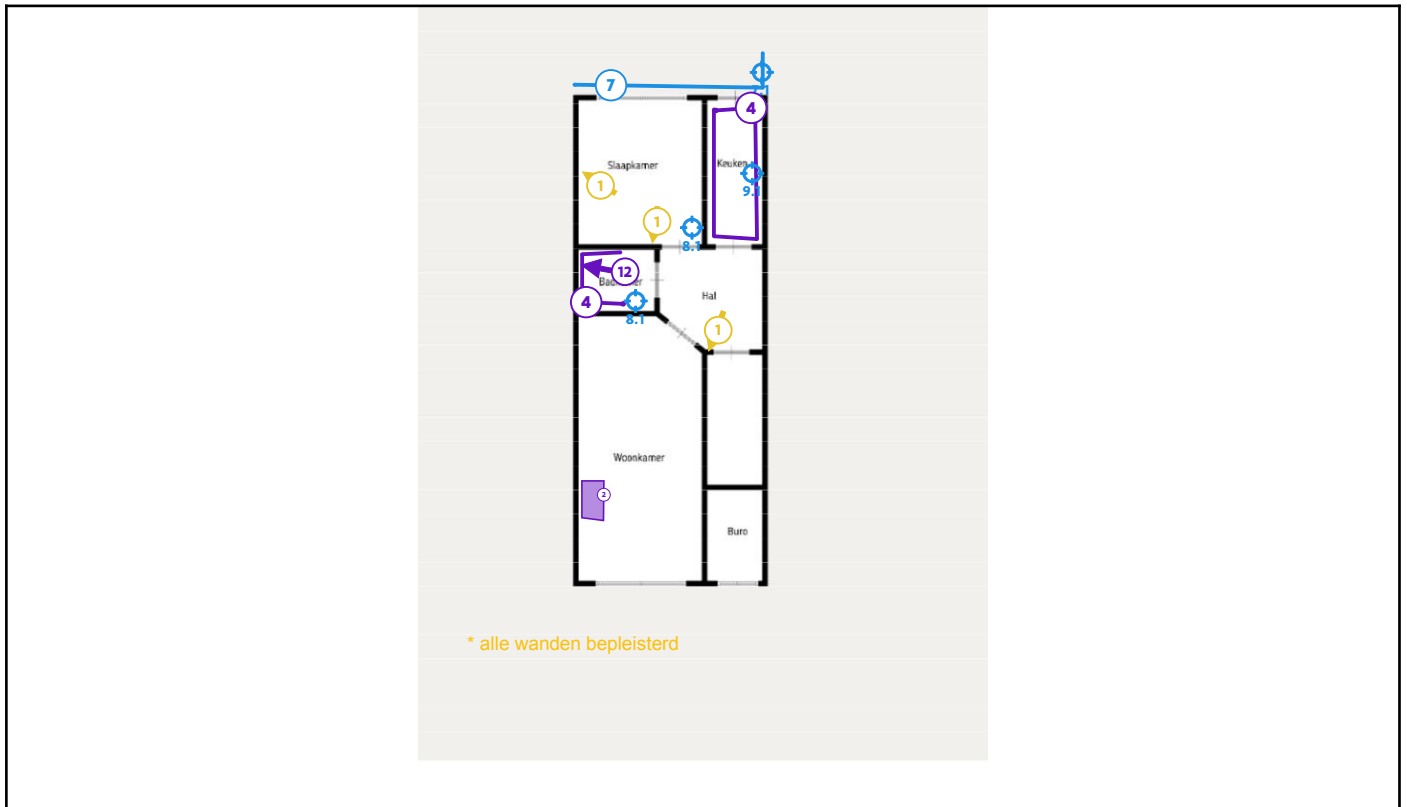 7
4
Slaapkamer
Keuken
1
9.1
1
8.1
12
Badkamer
4
8.1
Hal
1
Woonkamer
2
Buro
* alle wanden bepleisterd